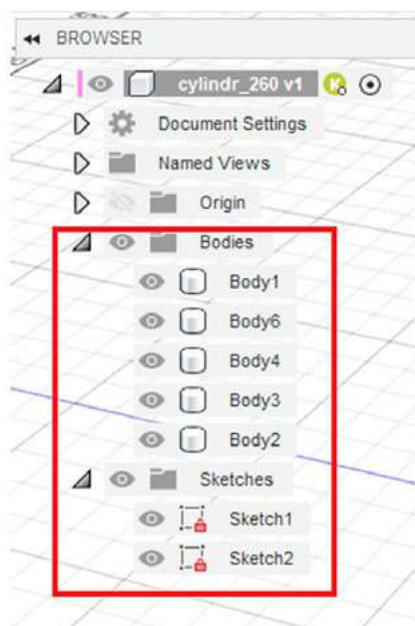 BROWSER
cylindr_260 v1
Document Settings
Named Views
Origin
Bodies
Body1
Body6
Body4
Body3
Body2
Sketches
Sketch1
Sketch2